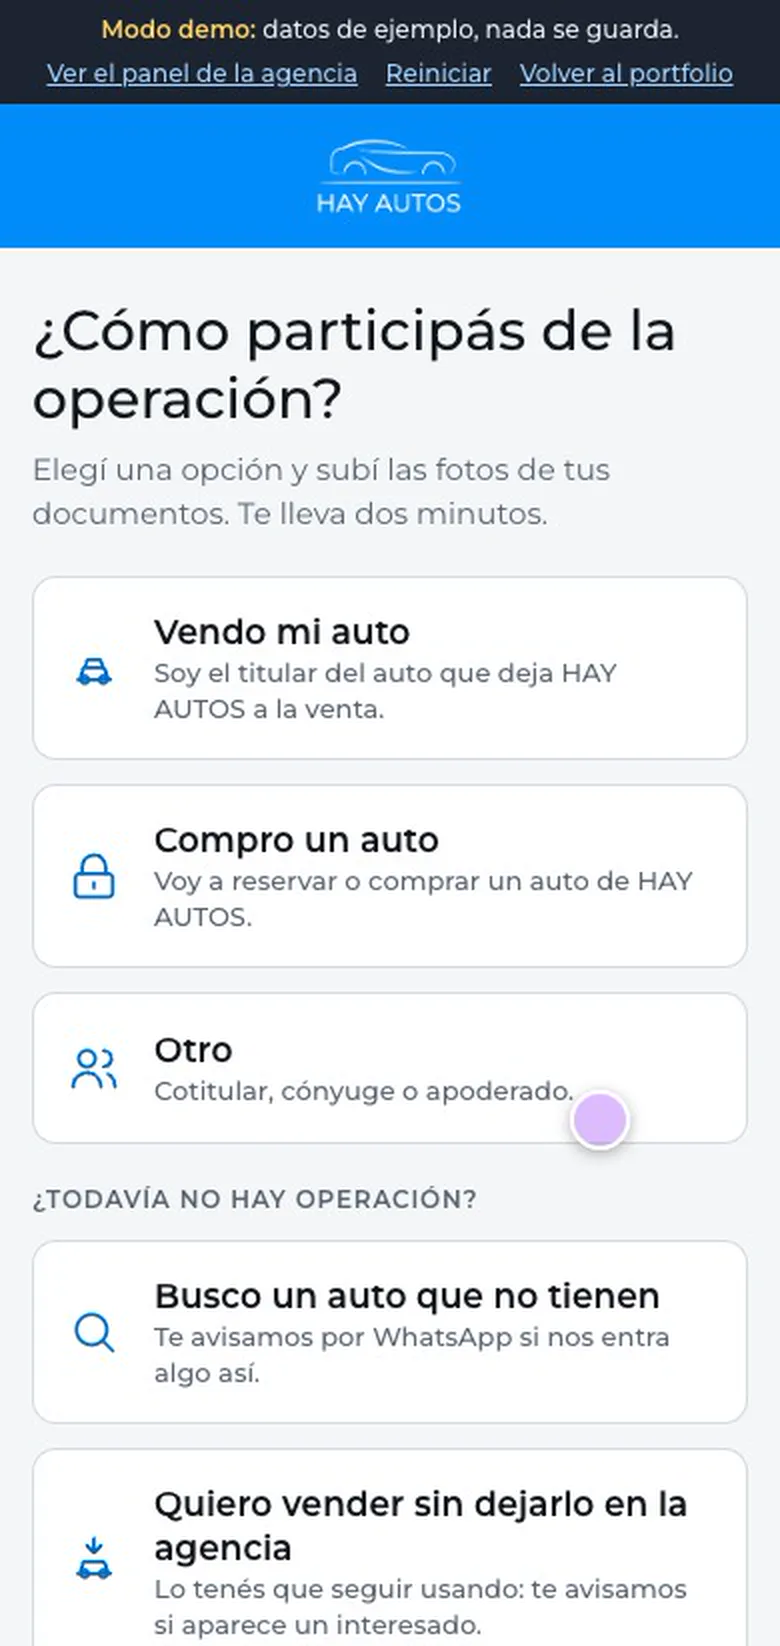 Modo demo: datos de ejemplo, nada se guarda.
Ver el panel de la agencia Reiniciar Volver al portfolio
HAY AUTOS
¿Cómo participás de la
operación?
Elegí una opción y subí las fotos de tus
documentos. Te lleva dos minutos.
Vendo mi auto
Soy el titular del auto que deja HAY
AUTOS a la venta.
Compro un auto
Voy a reservar o comprar un auto de HAY
AUTOS.
Otro
Cotitular, cónyuge o apoderado.
¿TODAVÍA NO HAY OPERACIÓN?
Busco un auto que no tienen
Te avisamos por WhatsApp si nos entra
algo así.
Quiero vender sin dejarlo en la
agencia
Lo tenés que seguir usando: te avisamos
si aparece un interesado.